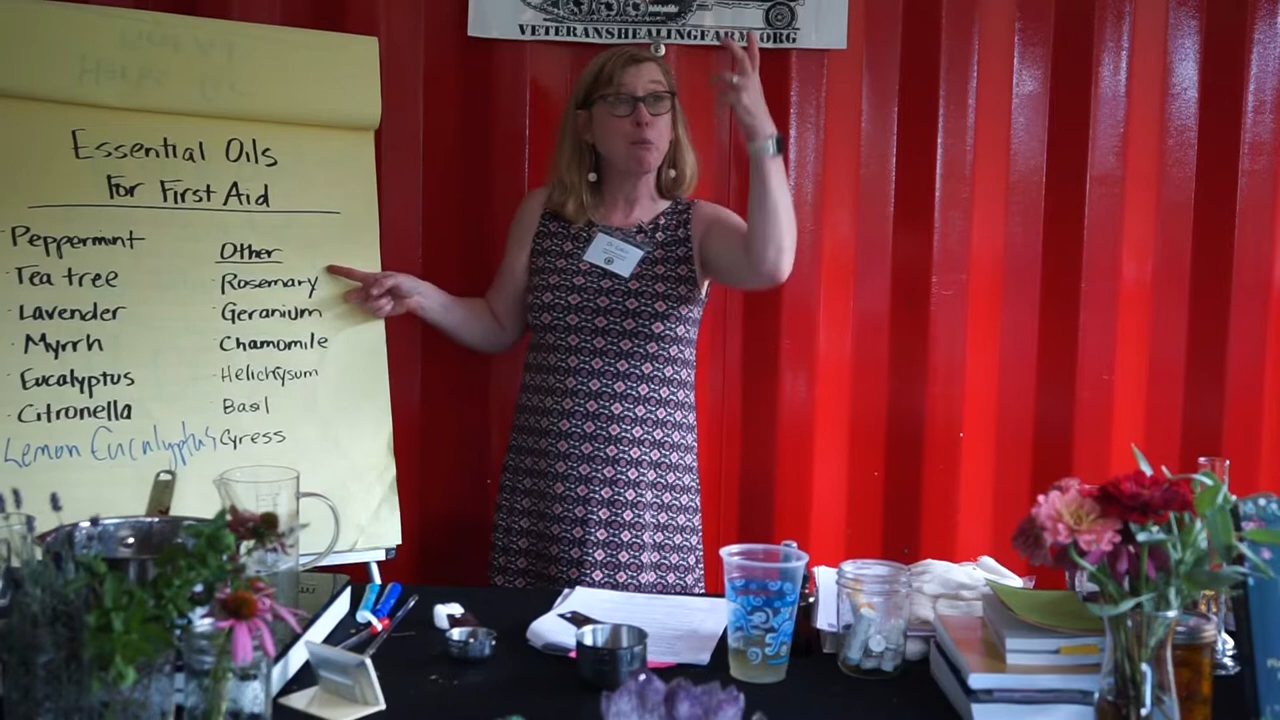 VETERANSHEALINGFARM.ORG
Essential Oils
For First Aid
Peppermint
Tea tree
Lavender
Myrrh
Eucalyptus
Citronella
Lemon Eucalyptus
Other
Rosemary
Geranium
Chamomile
Helichrysum
Basil
Cyress